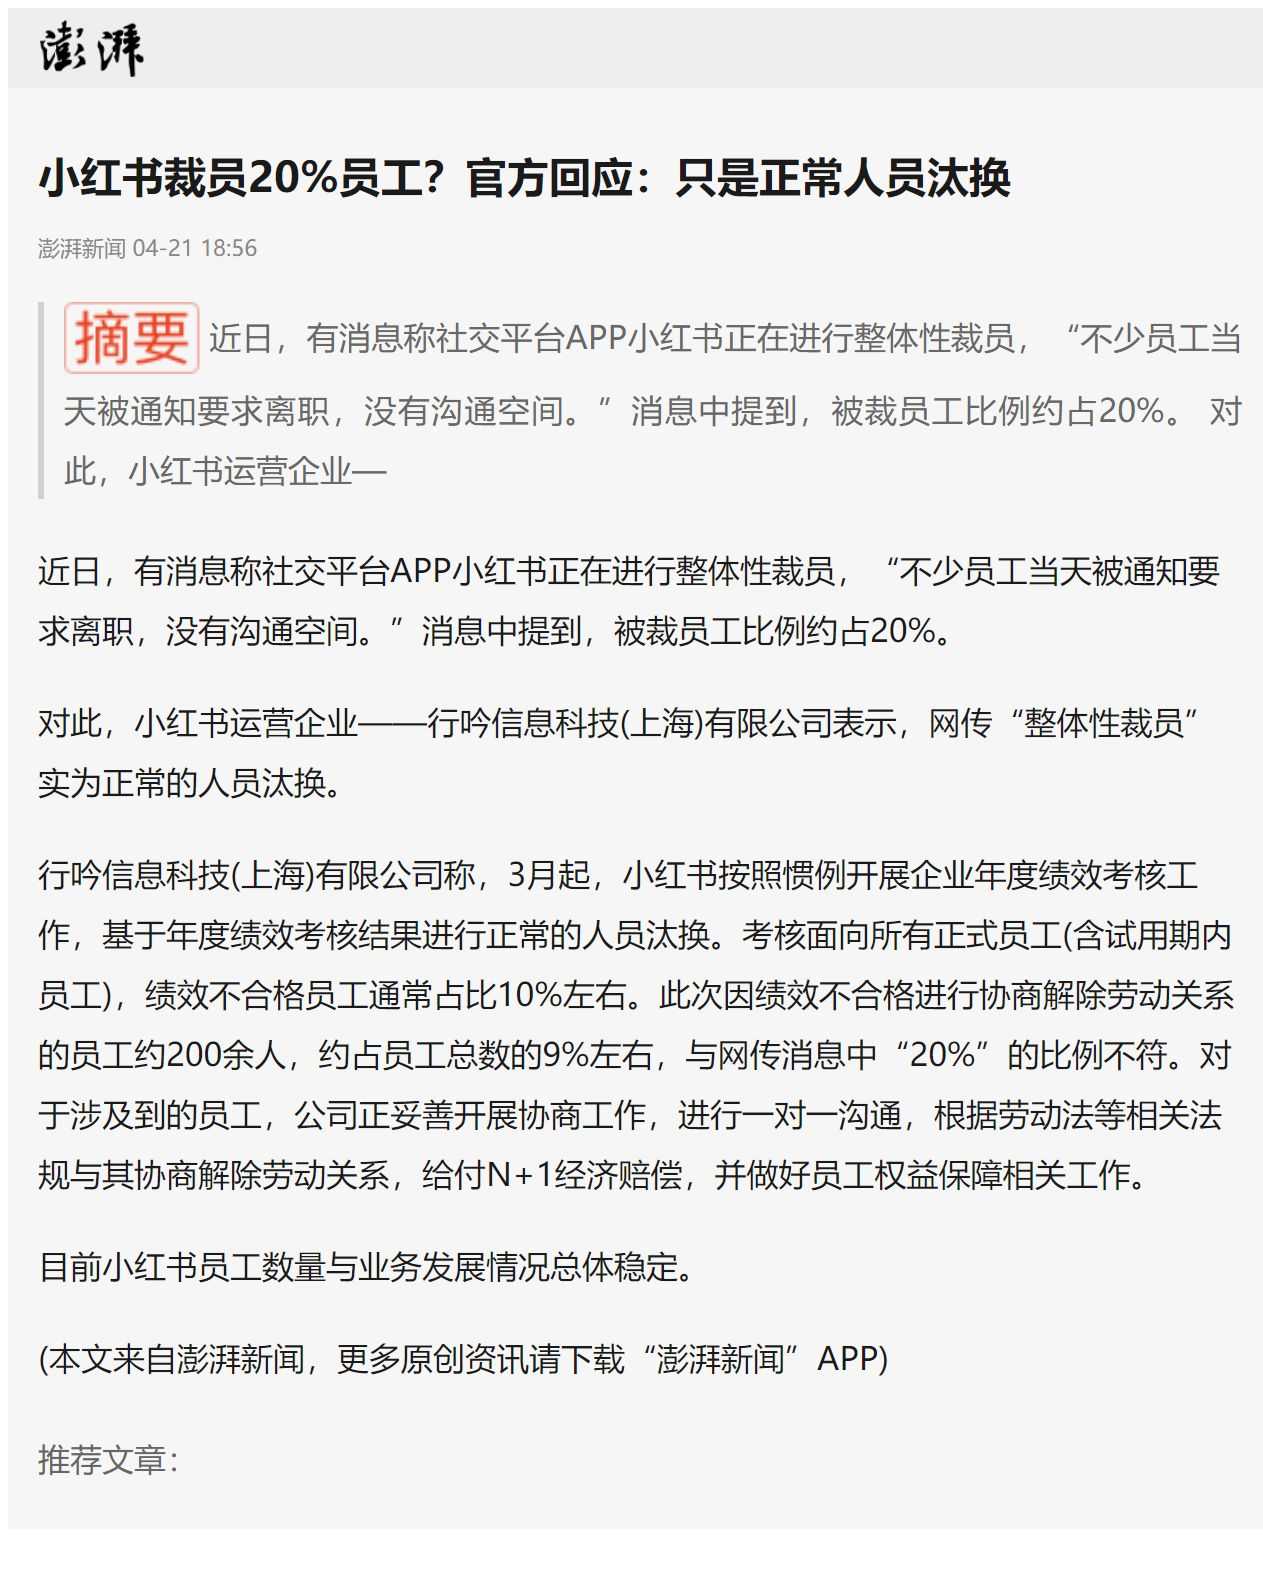 澎湃
小红书裁员20%员工？官方回应：只是正常人员汰换
澎湃新闻 04-21 18:56
摘要 近日，有消息称社交平台APP小红书正在进行整体性裁员，“不少员工当
天被通知要求离职，没有沟通空间。”消息中提到，被裁员工比例约占20%。 对
此，小红书运营企业—
近日，有消息称社交平台APP小红书正在进行整体性裁员，“不少员工当天被通知要
求离职，没有沟通空间。”消息中提到，被裁员工比例约占20%。
对此，小红书运营企业——行吟信息科技(上海)有限公司表示，网传“整体性裁员”
实为正常的人员汰换。
行吟信息科技(上海)有限公司称，3月起，小红书按照惯例开展企业年度绩效考核工
作，基于年度绩效考核结果进行正常的人员汰换。考核面向所有正式员工(含试用期内
员工)，绩效不合格员工通常占比10%左右。此次因绩效不合格进行协商解除劳动关系
的员工约200余人，约占员工总数的9%左右，与网传消息中“20%”的比例不符。对
于涉及到的员工，公司正妥善开展协商工作，进行一对一沟通，根据劳动法等相关法
规与其协商解除劳动关系，给付N+1经济赔偿，并做好员工权益保障相关工作。
目前小红书员工数量与业务发展情况总体稳定。
(本文来自澎湃新闻，更多原创资讯请下载“澎湃新闻”APP)
推荐文章：